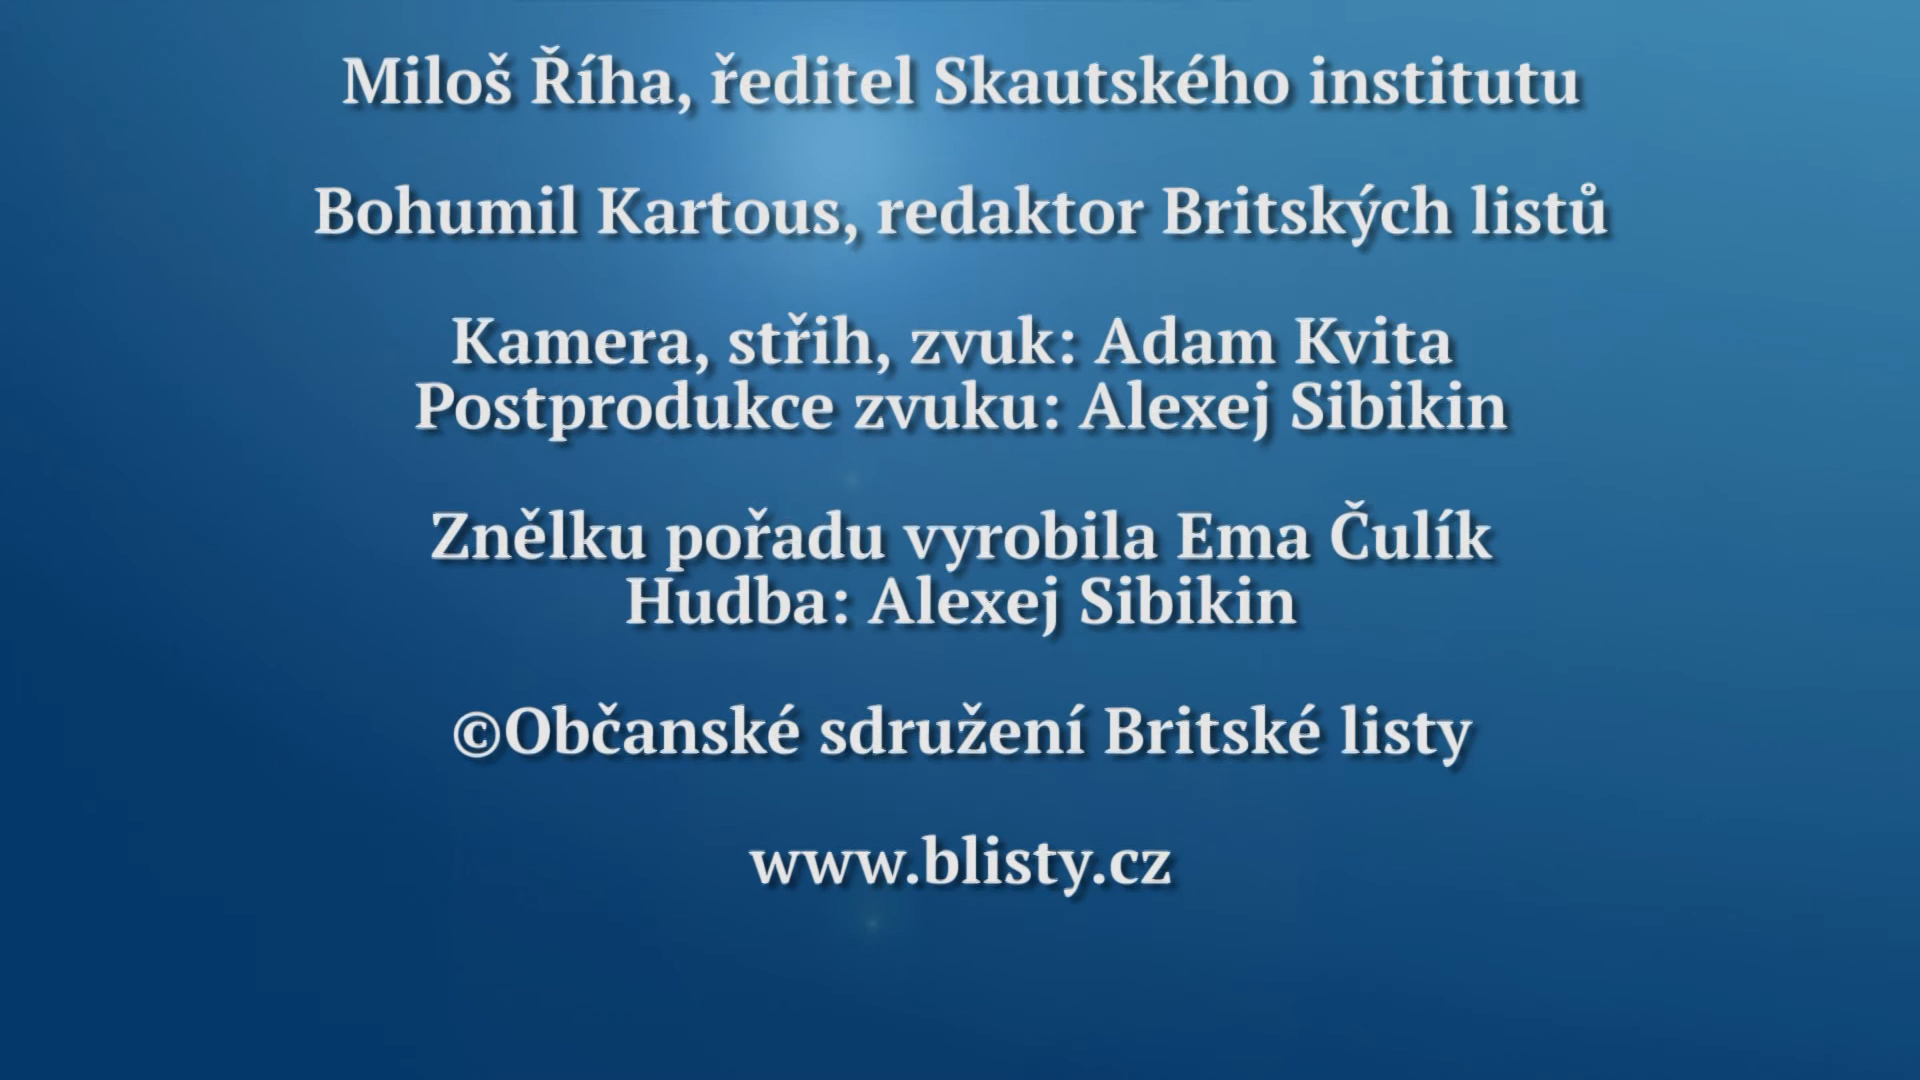 Miloš Říha, ředitel Skautského institutu
Bohumil Kartous, redaktor Britských listů
Kamera, střih, zvuk: Adam Kvita
Postprodukce zvuku: Alexej Sibikin
Znělku pořadu vyrobila Ema Čulík
Hudba: Alexej Sibikin
©Občanské sdružení Britské listy
www.blisty.cz